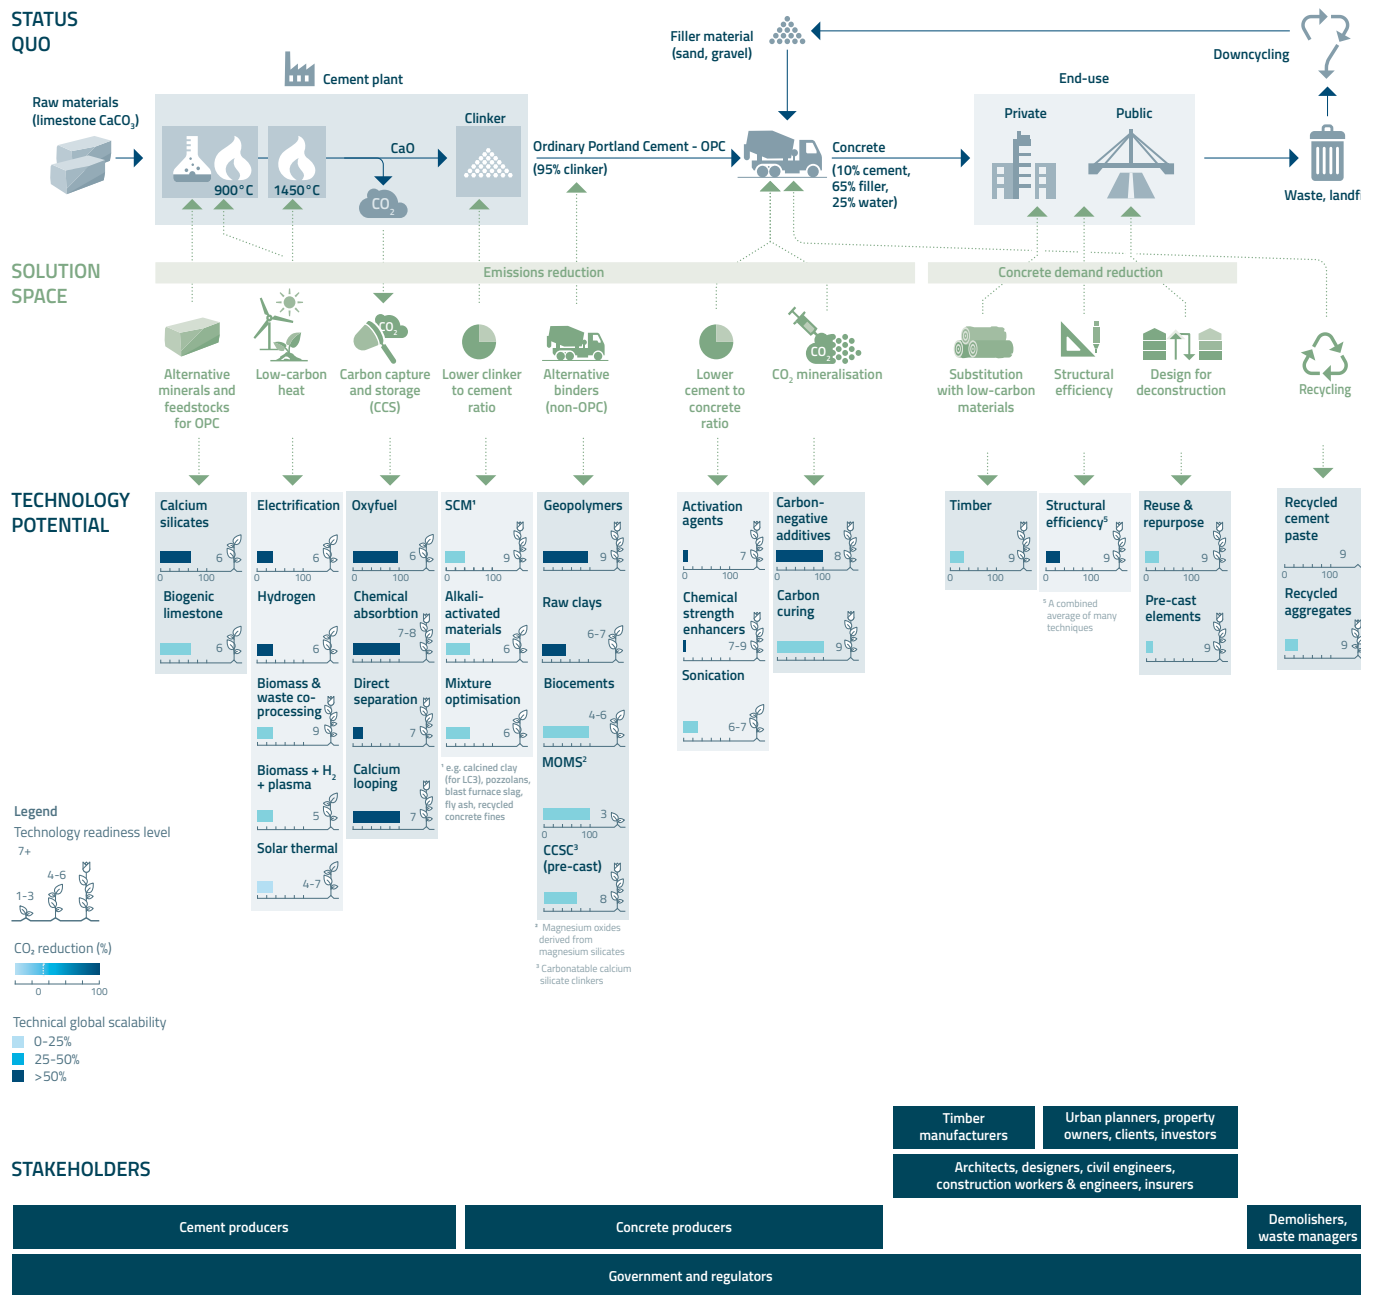 STATUS
QUO
Filler material
(sand, gravel)
Downcycling
Cement plant
End-use
Raw materials
(limestone CaCO₃)
Private
Public
Clinker
CaO
Ordinary Portland Cement - OPC
(95% clinker)
Concrete
(10% cement,
65% filler,
25% water)
900°C
1450°C
CO₂
Waste, landf
SOLUTION
SPACE
Emissions reduction
Concrete demand reduction
CO₂
CO₂
Alternative
minerals and
feedstocks
for OPC
Low-carbon
heat
Carbon capture
and storage
(CCS)
Lower clinker
to cement
ratio
Alternative
binders
(non-OPC)
Lower
cement to
concrete
ratio
CO₂ mineralisation
Substitution
with low-carbon
materials
Structural
efficiency
Design for
deconstruction
Recycling
TECHNOLOGY
POTENTIAL
Calcium
silicates
6
0 100
Biogenic
limestone
6
Electrification
6
0 100
Hydrogen
6
Biomass &
waste co-
processing
9
Biomass + H₂
+ plasma
5
Solar thermal
4-7
Oxyfuel
6
0 100
Chemical
absorbtion
7-8
Direct
separation
7
Calcium
looping
7
SCM¹
9
0 100
Alkali-
activated
materials
6
Mixture
optimisation
6
¹ e.g. calcined clay
(for LC3), pozzolans,
blast furnace slag,
fly ash, recycled
concrete fines
Geopolymers
9
Raw clays
6-7
Biocements
4-6
MOMS²
3
0 100
CCSC³
(pre-cast)
8
² Magnesium oxides
derived from
magnesium silicates
³ Carbonatable calcium
silicate clinkers
Activation
agents
7
0 100
Chemical
strength
enhancers
7-9
Sonication
6-7
Carbon-
negative
additives
8
0 100
Carbon
curing
9
Timber
9
0 100
Structural
efficiency⁵
9
0 100
⁵ A combined
average of many
techniques
Reuse &
repurpose
9
0 100
Pre-cast
elements
9
Recycled
cement
paste
9
0 100
Recycled
aggregates
9
Legend
Technology readiness level
7+
4-6
1-3
CO₂ reduction (%)
0 100
Technical global scalability
0-25%
25-50%
>50%
STAKEHOLDERS
Timber
manufacturers
Urban planners, property
owners, clients, investors
Architects, designers, civil engineers,
construction workers & engineers, insurers
Cement producers
Concrete producers
Demolishers,
waste managers
Government and regulators